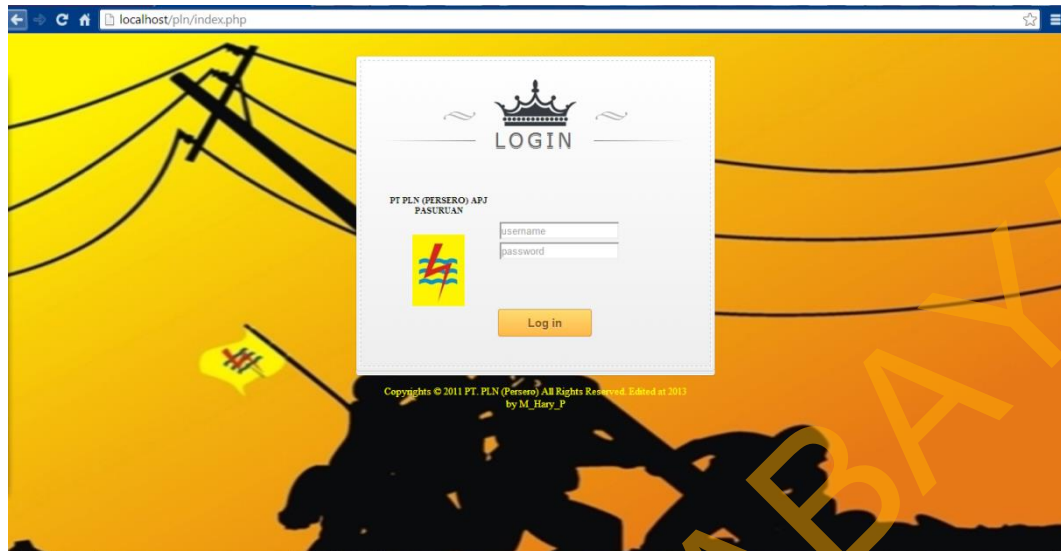 localhost/pln/index.php
LOGIN
PT PLN (PERSERO) APJ
PASURUAN
username
password
Log in
Copyrights © 2011 PT. PLN (Persero) All Rights Reserved. Edited at 2013
by M_Hary_P
ABAY